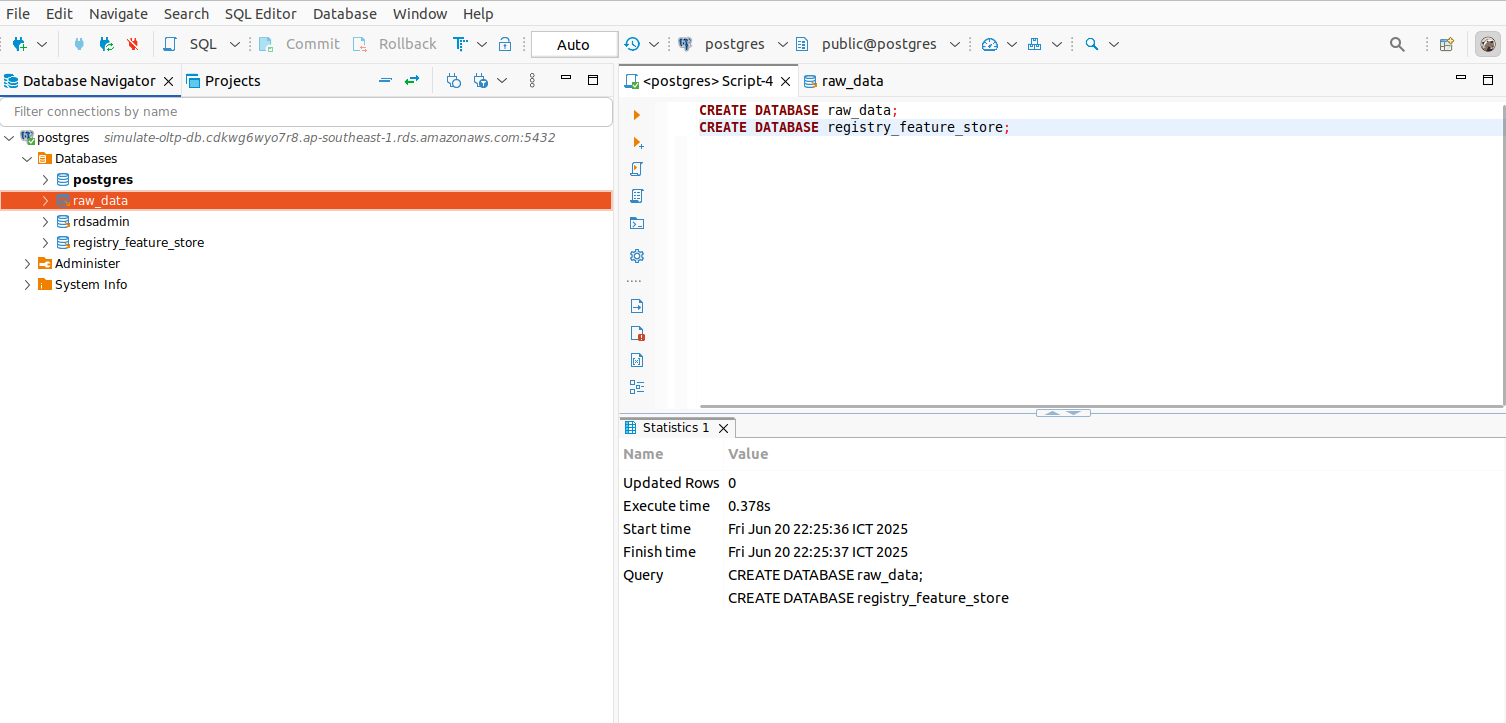 File Edit Navigate Search SQL Editor Database Window Help
SQL Commit Rollback Auto postgres public@postgres
Database Navigator Projects
Filter connections by name
postgres simulate-oltp-db.cdkwg6wyo7r8.ap-southeast-1.rds.amazonaws.com:5432
Databases
postgres
raw_data
rdsadmin
registry_feature_store
Administer
System Info
<postgres> Script-4 raw_data
CREATE DATABASE raw_data;
CREATE DATABASE registry_feature_store;
Statistics 1
Name Value
Updated Rows 0
Execute time 0.378s
Start time Fri Jun 20 22:25:36 ICT 2025
Finish time Fri Jun 20 22:25:37 ICT 2025
Query CREATE DATABASE raw_data;
CREATE DATABASE registry_feature_store